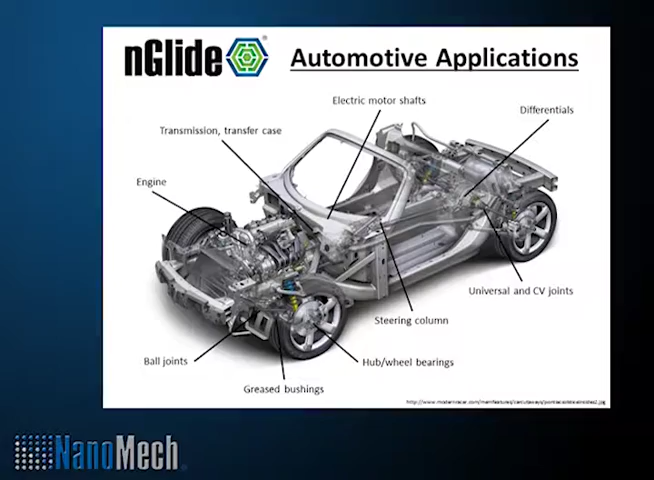 nGlide
Automotive Applications
Electric motor shafts
Differentials
Transmission, transfer case
Engine
Universal and CV joints
Steering column
Ball joints
Hub/wheel bearings
Greased bushings
NanoMech